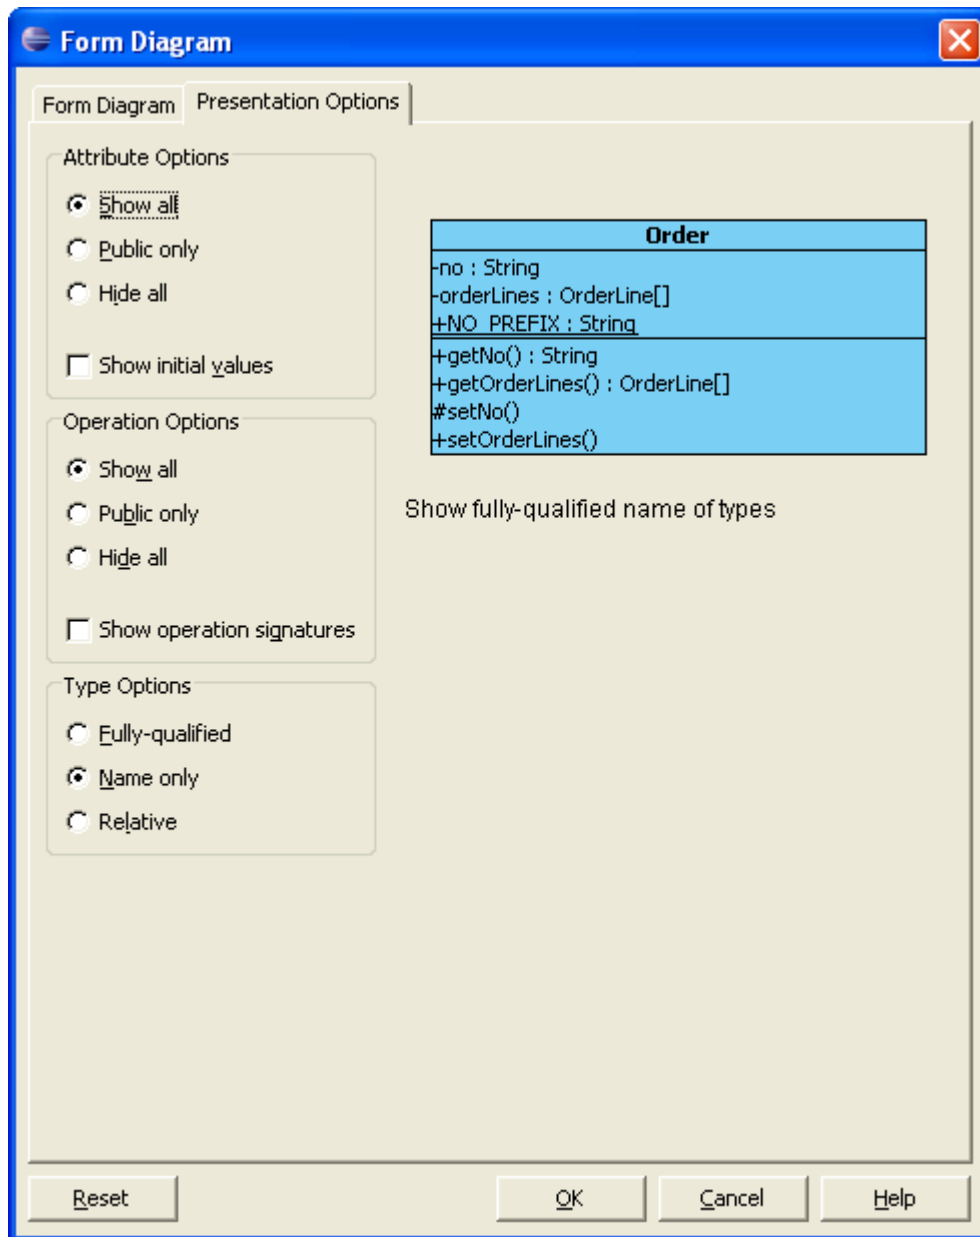 Form Diagram
Form Diagram
Presentation Options
Attribute Options
Show all
Public only
Hide all
Show initial values
Operation Options
Show all
Public only
Hide all
Show operation signatures
Type Options
Fully-qualified
Name only
Relative
Order
-no : String
-orderLines : OrderLine[]
+NO_PREFIX : String
+getNo() : String
+getOrderLines() : OrderLine[]
#setNo()
+setOrderLines()
Show fully-qualified name of types
Reset
OK
Cancel
Help